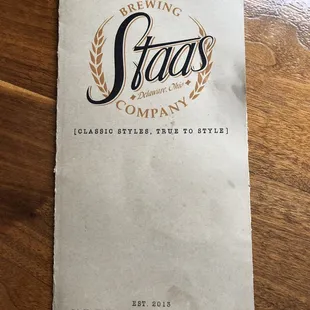 BREWING
Staas
Delaware, Ohio
COMPANY
[CLASSIC STYLES, TRUE TO STYLE]
EST. 2013